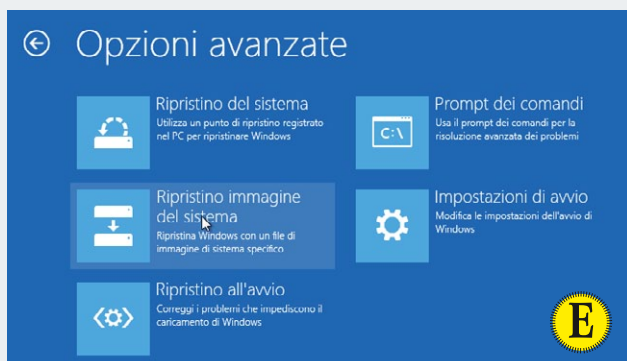 Opzioni avanzate
Ripristino del sistema
Utilizza un punto di ripristino registrato
nel PC per ripristinare Windows
Ripristino immagine
del sistema
Ripristina Windows con un file di
immagine di sistema specifico
Ripristino all'avvio
Correggi i problemi che impediscono il
caricamento di Windows
C:\
Prompt dei comandi
Usa il prompt dei comandi per la
risoluzione avanzata dei problemi
Impostazioni di avvio
Modifica le impostazioni dell'avvio di
Windows
E